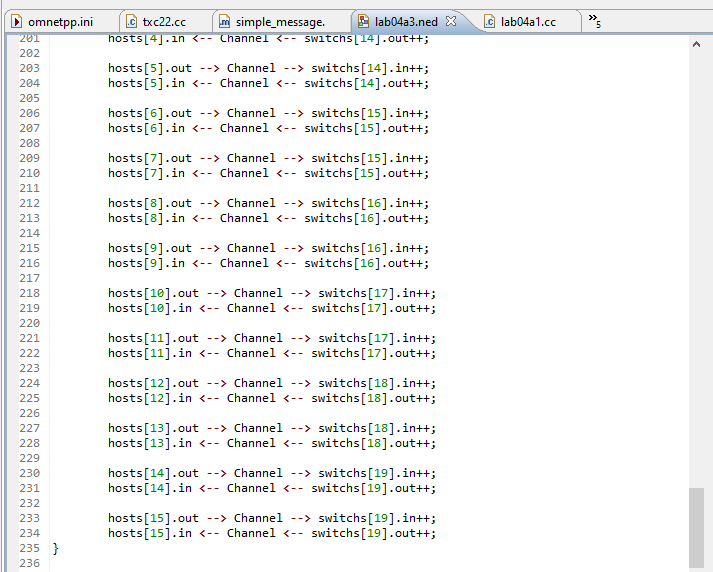 omnetpp.ini txc22.cc simple_message. lab04a3.ned lab04a1.cc »5
201 hosts[4].in <-- Channel <-- switchs[14].out++;
202
203 hosts[5].out --> Channel --> switchs[14].in++;
204 hosts[5].in <-- Channel <-- switchs[14].out++;
205
206 hosts[6].out --> Channel --> switchs[15].in++;
207 hosts[6].in <-- Channel <-- switchs[15].out++;
208
209 hosts[7].out --> Channel --> switchs[15].in++;
210 hosts[7].in <-- Channel <-- switchs[15].out++;
211
212 hosts[8].out --> Channel --> switchs[16].in++;
213 hosts[8].in <-- Channel <-- switchs[16].out++;
214
215 hosts[9].out --> Channel --> switchs[16].in++;
216 hosts[9].in <-- Channel <-- switchs[16].out++;
217
218 hosts[10].out --> Channel --> switchs[17].in++;
219 hosts[10].in <-- Channel <-- switchs[17].out++;
220
221 hosts[11].out --> Channel --> switchs[17].in++;
222 hosts[11].in <-- Channel <-- switchs[17].out++;
223
224 hosts[12].out --> Channel --> switchs[18].in++;
225 hosts[12].in <-- Channel <-- switchs[18].out++;
226
227 hosts[13].out --> Channel --> switchs[18].in++;
228 hosts[13].in <-- Channel <-- switchs[18].out++;
229
230 hosts[14].out --> Channel --> switchs[19].in++;
231 hosts[14].in <-- Channel <-- switchs[19].out++;
232
233 hosts[15].out --> Channel --> switchs[19].in++;
234 hosts[15].in <-- Channel <-- switchs[19].out++;
235 }
236